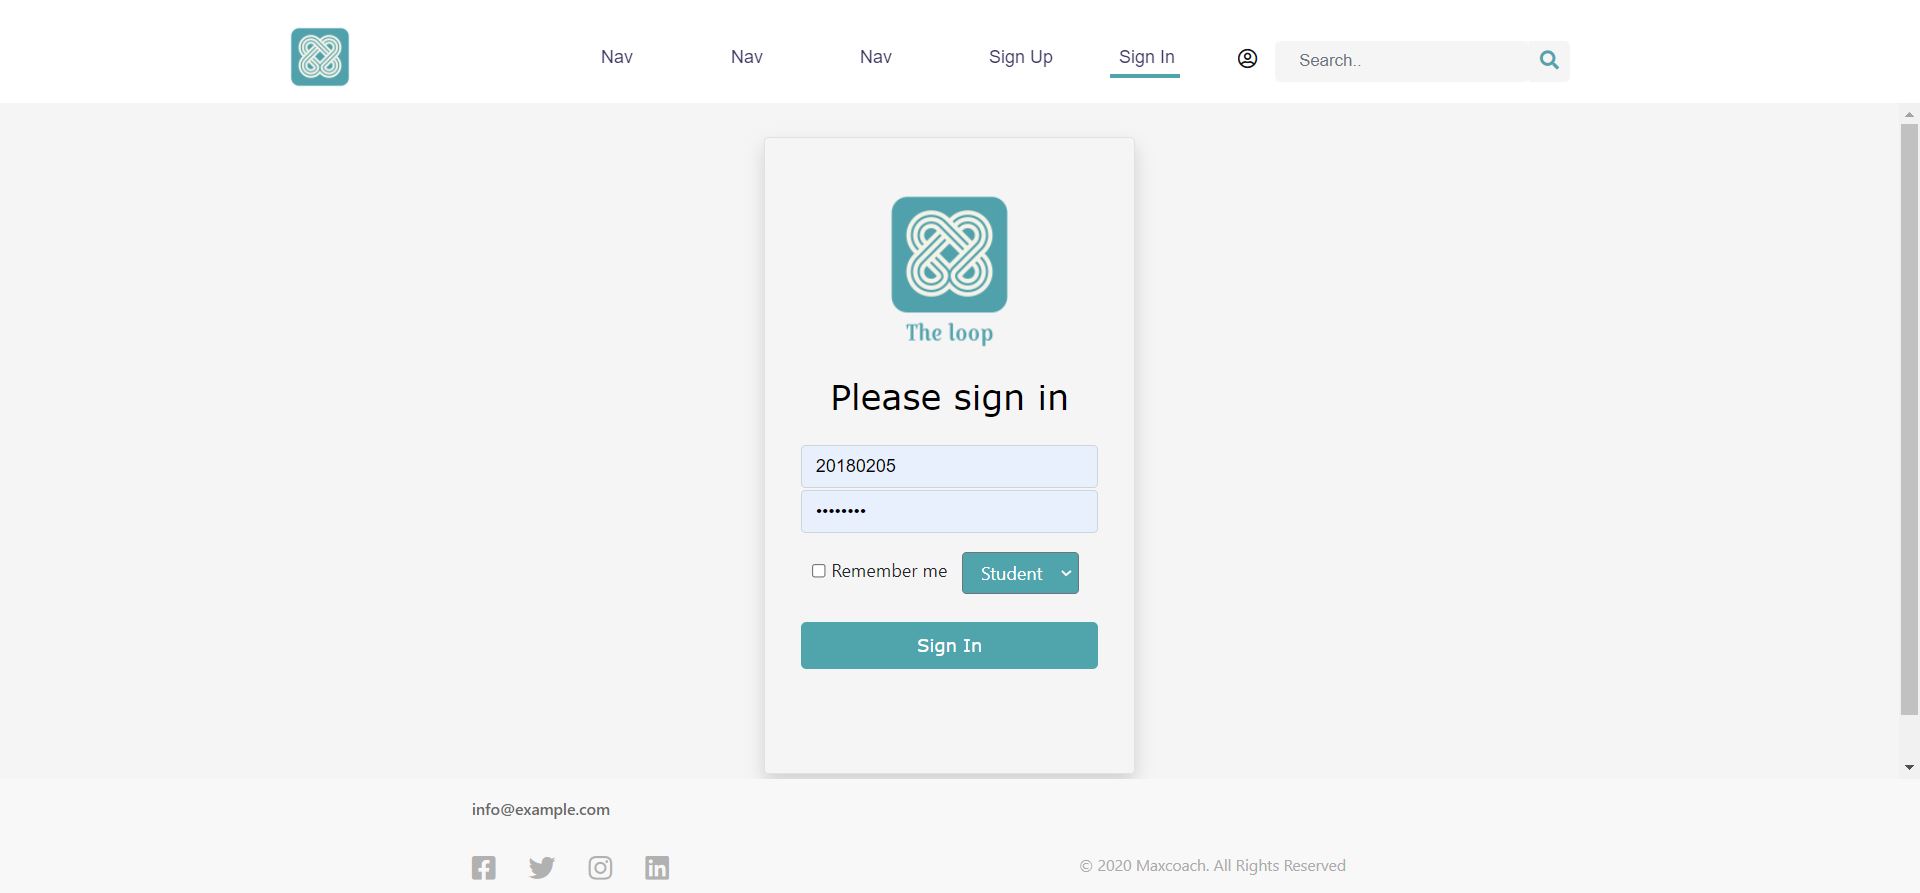 Nav Nav Nav Sign Up Sign In Search..
The loop
Please sign in
20180205
••••••••
Remember me Student
Sign In
info@example.com
© 2020 Maxcoach. All Rights Reserved